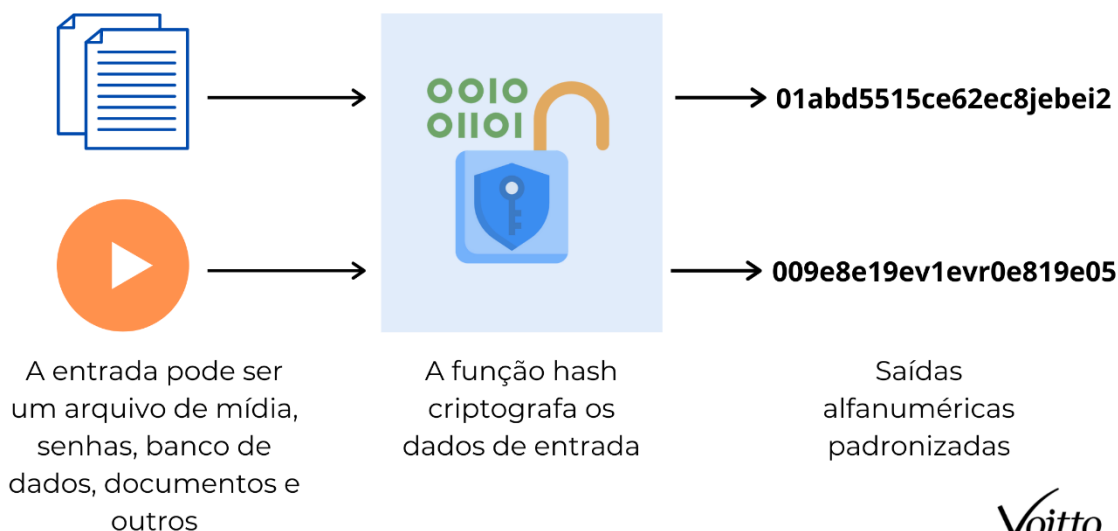 0010
01101
01abd5515ce62ec8jebei2
009e8e19ev1evr0e819e05
A entrada pode ser
um arquivo de mídia,
senhas, banco de
dados, documentos e
outros
A função hash
criptografa os
dados de entrada
Saídas
alfanuméricas
padronizadas
Voitto